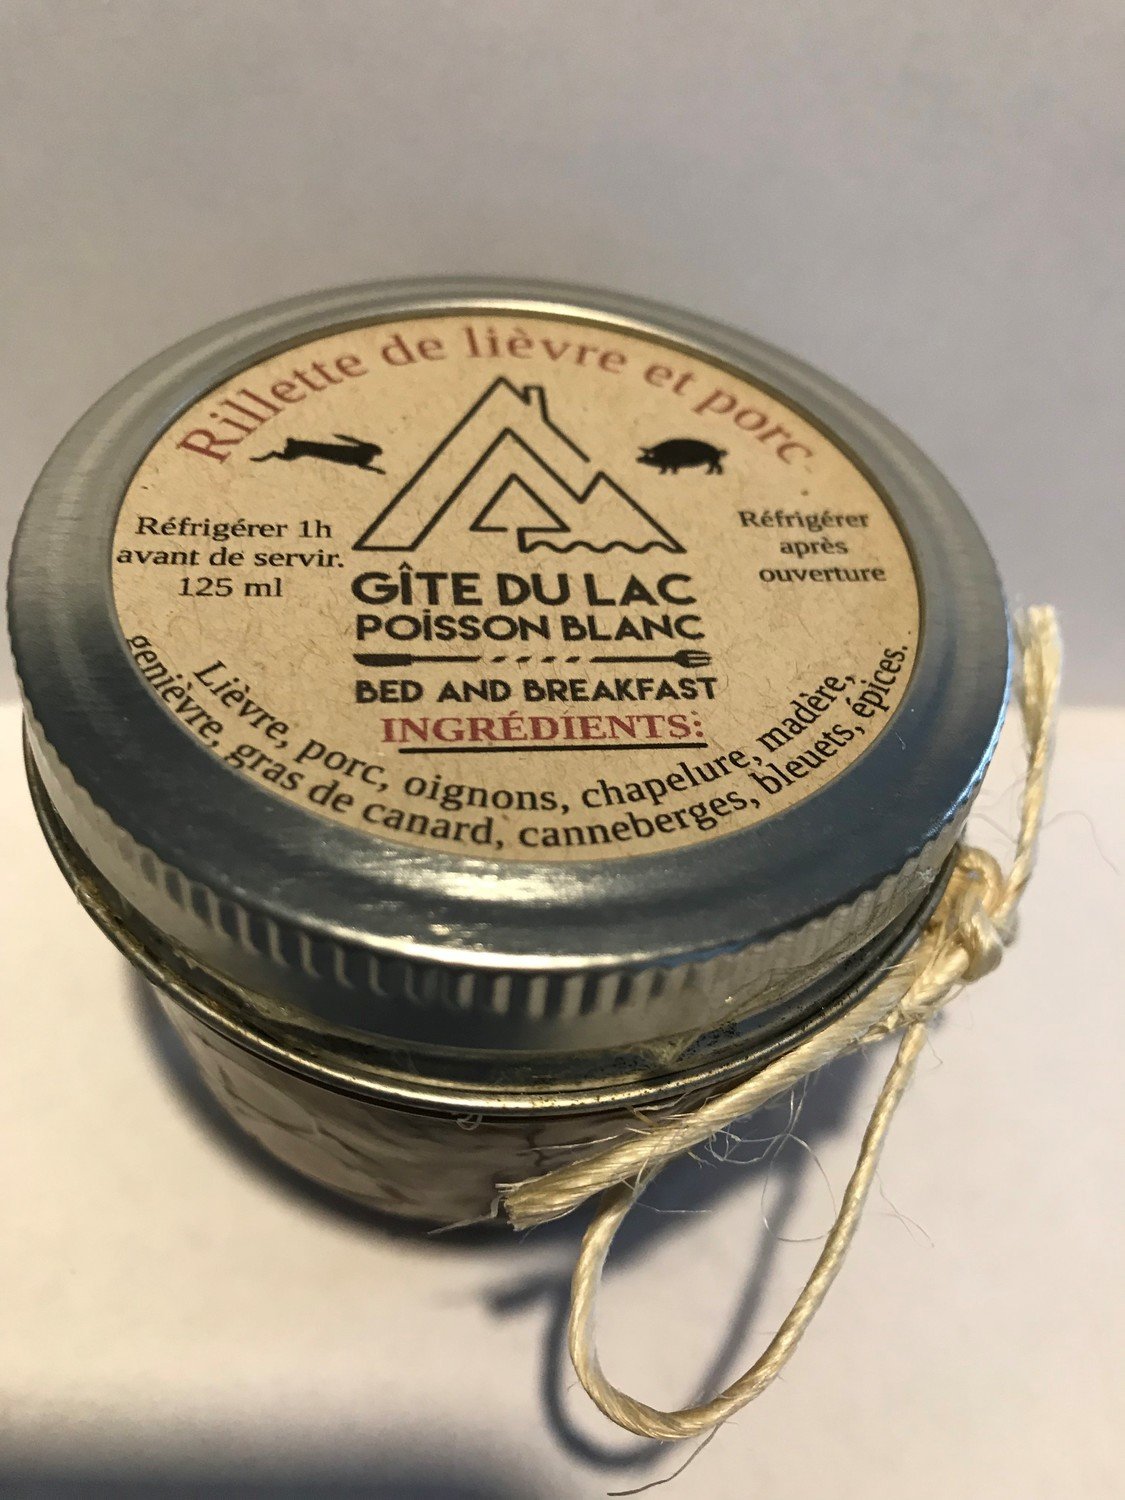 Rillette de lièvre et porc
Réfrigérer 1h
avant de servir.
125 ml
Réfrigérer
après
ouverture
GÎTE DU LAC
POISSON BLANC
BED AND BREAKFAST
INGRÉDIENTS:
Lièvre, porc, oignons, chapelure, madère,
genièvre, gras de canard, canneberges, bleuets, épices.